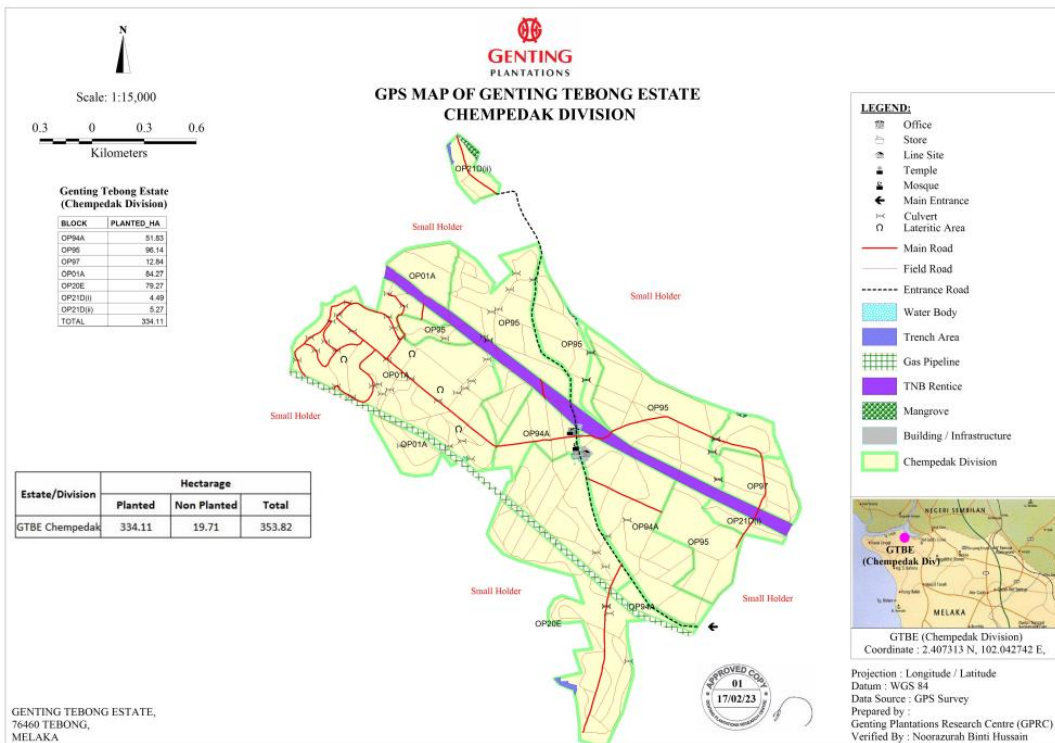 N
Scale: 1:15,000
0.3 0 0.3 0.6
Kilometers
GENTING
PLANTATIONS
GPS MAP OF GENTING TEBONG ESTATE
CHEMPEDAK DIVISION
Genting Tebong Estate
(Chempedak Division)
BLOCK PLANTED_HA
OP94A 51.83
OP95 96.14
OP97 12.84
OP01A 84.27
OP20E 79.27
OP21D(i) 4.49
OP21D(ii) 5.27
TOTAL 334.11
Estate/Division Hectarage
Planted Non Planted Total
GTBE Chempedak 334.11 19.71 353.82
OP21D(ii)
Small Holder
OP01A
Small Holder
OP95
OP95
OP95
OP01A
OP95
Small Holder
OP94A
OP01A
OP97
OP21D(i)
OP94A
OP95
Small Holder
Small Holder
OP94A
OP20E
LEGEND:
Office
Store
Line Site
Temple
Mosque
Main Entrance
Culvert
Lateritic Area
Main Road
Field Road
Entrance Road
Water Body
Trench Area
Gas Pipeline
TNB Rentice
Mangrove
Building / Infrastructure
Chempedak Division
NEGERI SEMBILAN
GTBE
(Chempedak Div)
MELAKA
GTBE (Chempedak Division)
Coordinate : 2.407313 N, 102.042742 E,
Projection : Longitude / Latitude
Datum : WGS 84
Data Source : GPS Survey
Prepared by :
Genting Plantations Research Centre (GPRC)
Verified By : Noorazurah Binti Hussain
APPROVED COPY
01
17/02/23
GENTING TEBONG ESTATE,
76460 TEBONG,
MELAKA